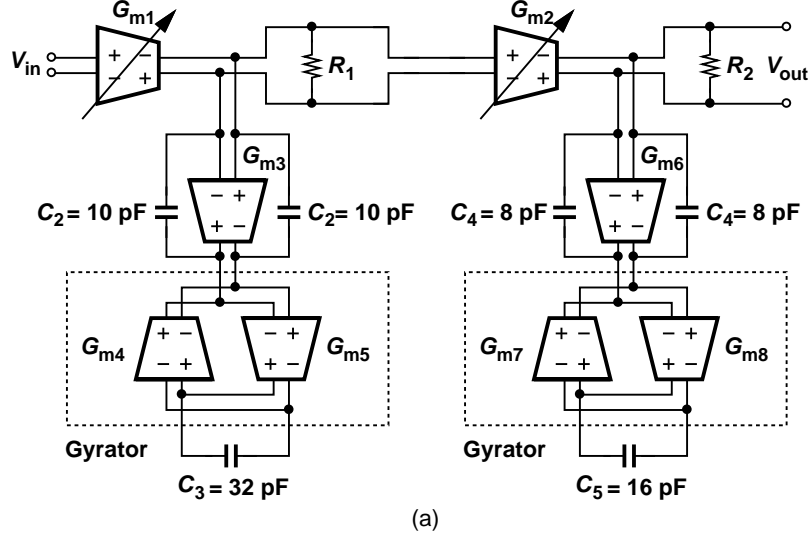 Gm1
Gm2
Vin
+ −
− +
R1
+ −
− +
R2
Vout
Gm3
Gm6
C2 = 10 pF
− +
+ −
C2 = 10 pF
C4 = 8 pF
− +
+ −
C4 = 8 pF
Gm4
+ −
− +
− +
+ −
Gm5
Gm7
+ −
− +
− +
+ −
Gm8
Gyrator
Gyrator
C3 = 32 pF
C5 = 16 pF
(a)